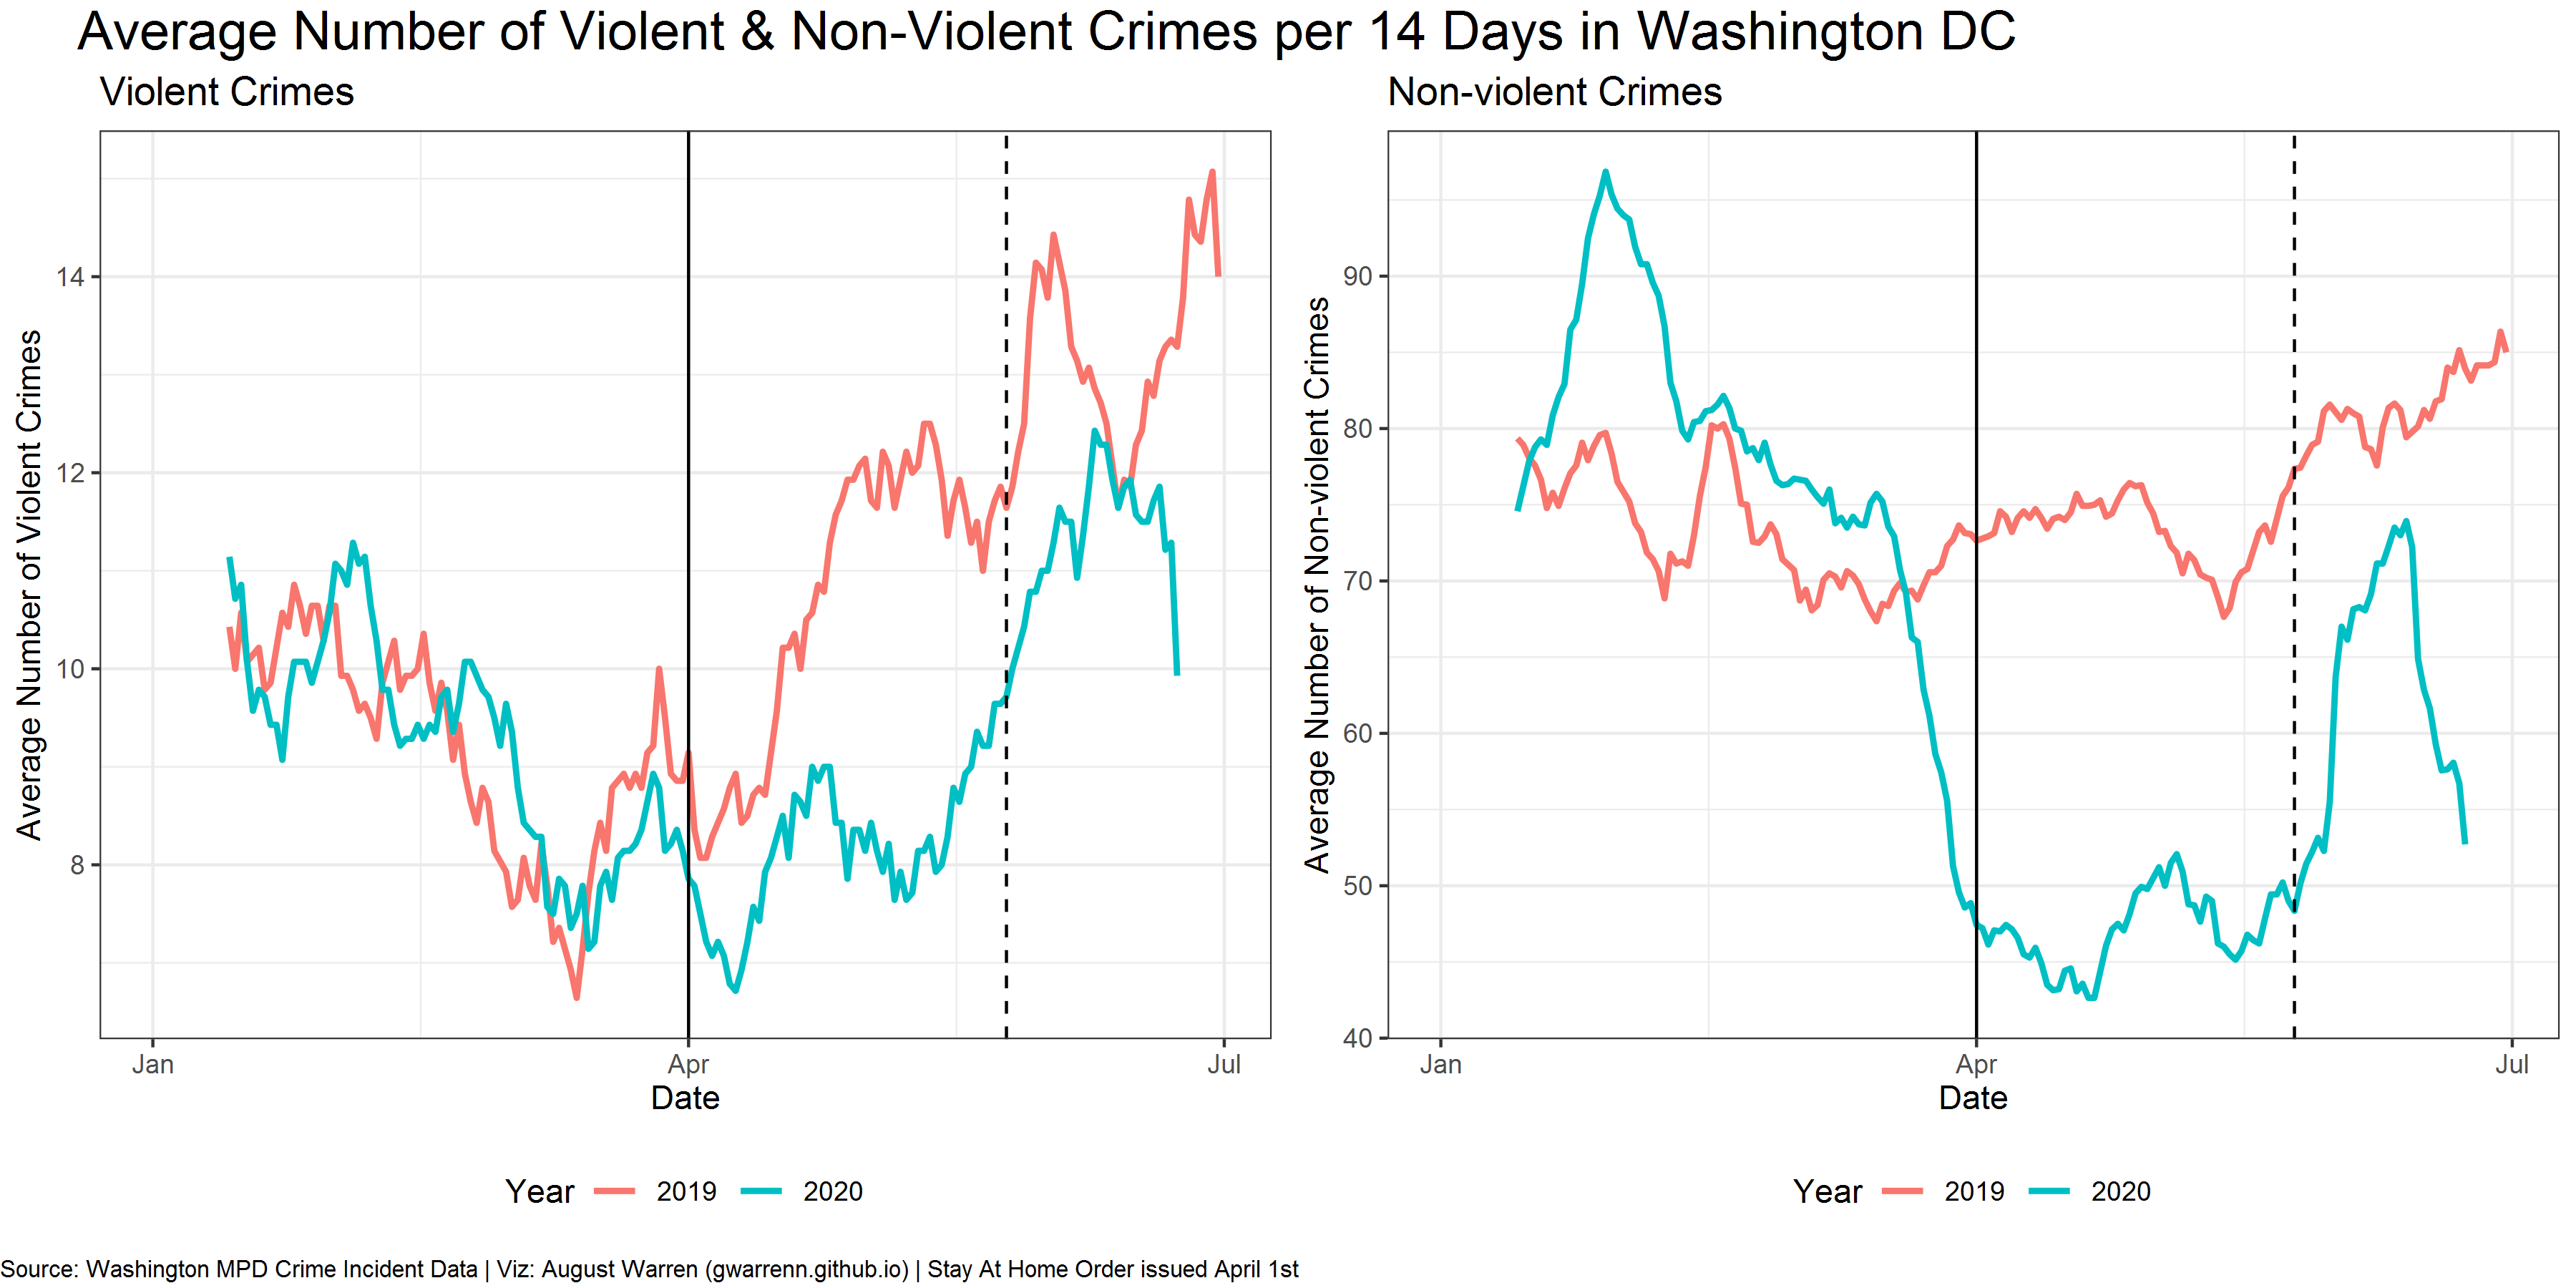 Average Number of Violent & Non-Violent Crimes per 14 Days in Washington DC
Violent Crimes
Average Number of Violent Crimes
14
12
10
8
Jan
Apr
Jul
Date
Year
2019
2020
Non-violent Crimes
Average Number of Non-violent Crimes
90
80
70
60
50
40
Jan
Apr
Jul
Date
Year
2019
2020
Source: Washington MPD Crime Incident Data | Viz: August Warren (gwarrenn.github.io) | Stay At Home Order issued April 1st